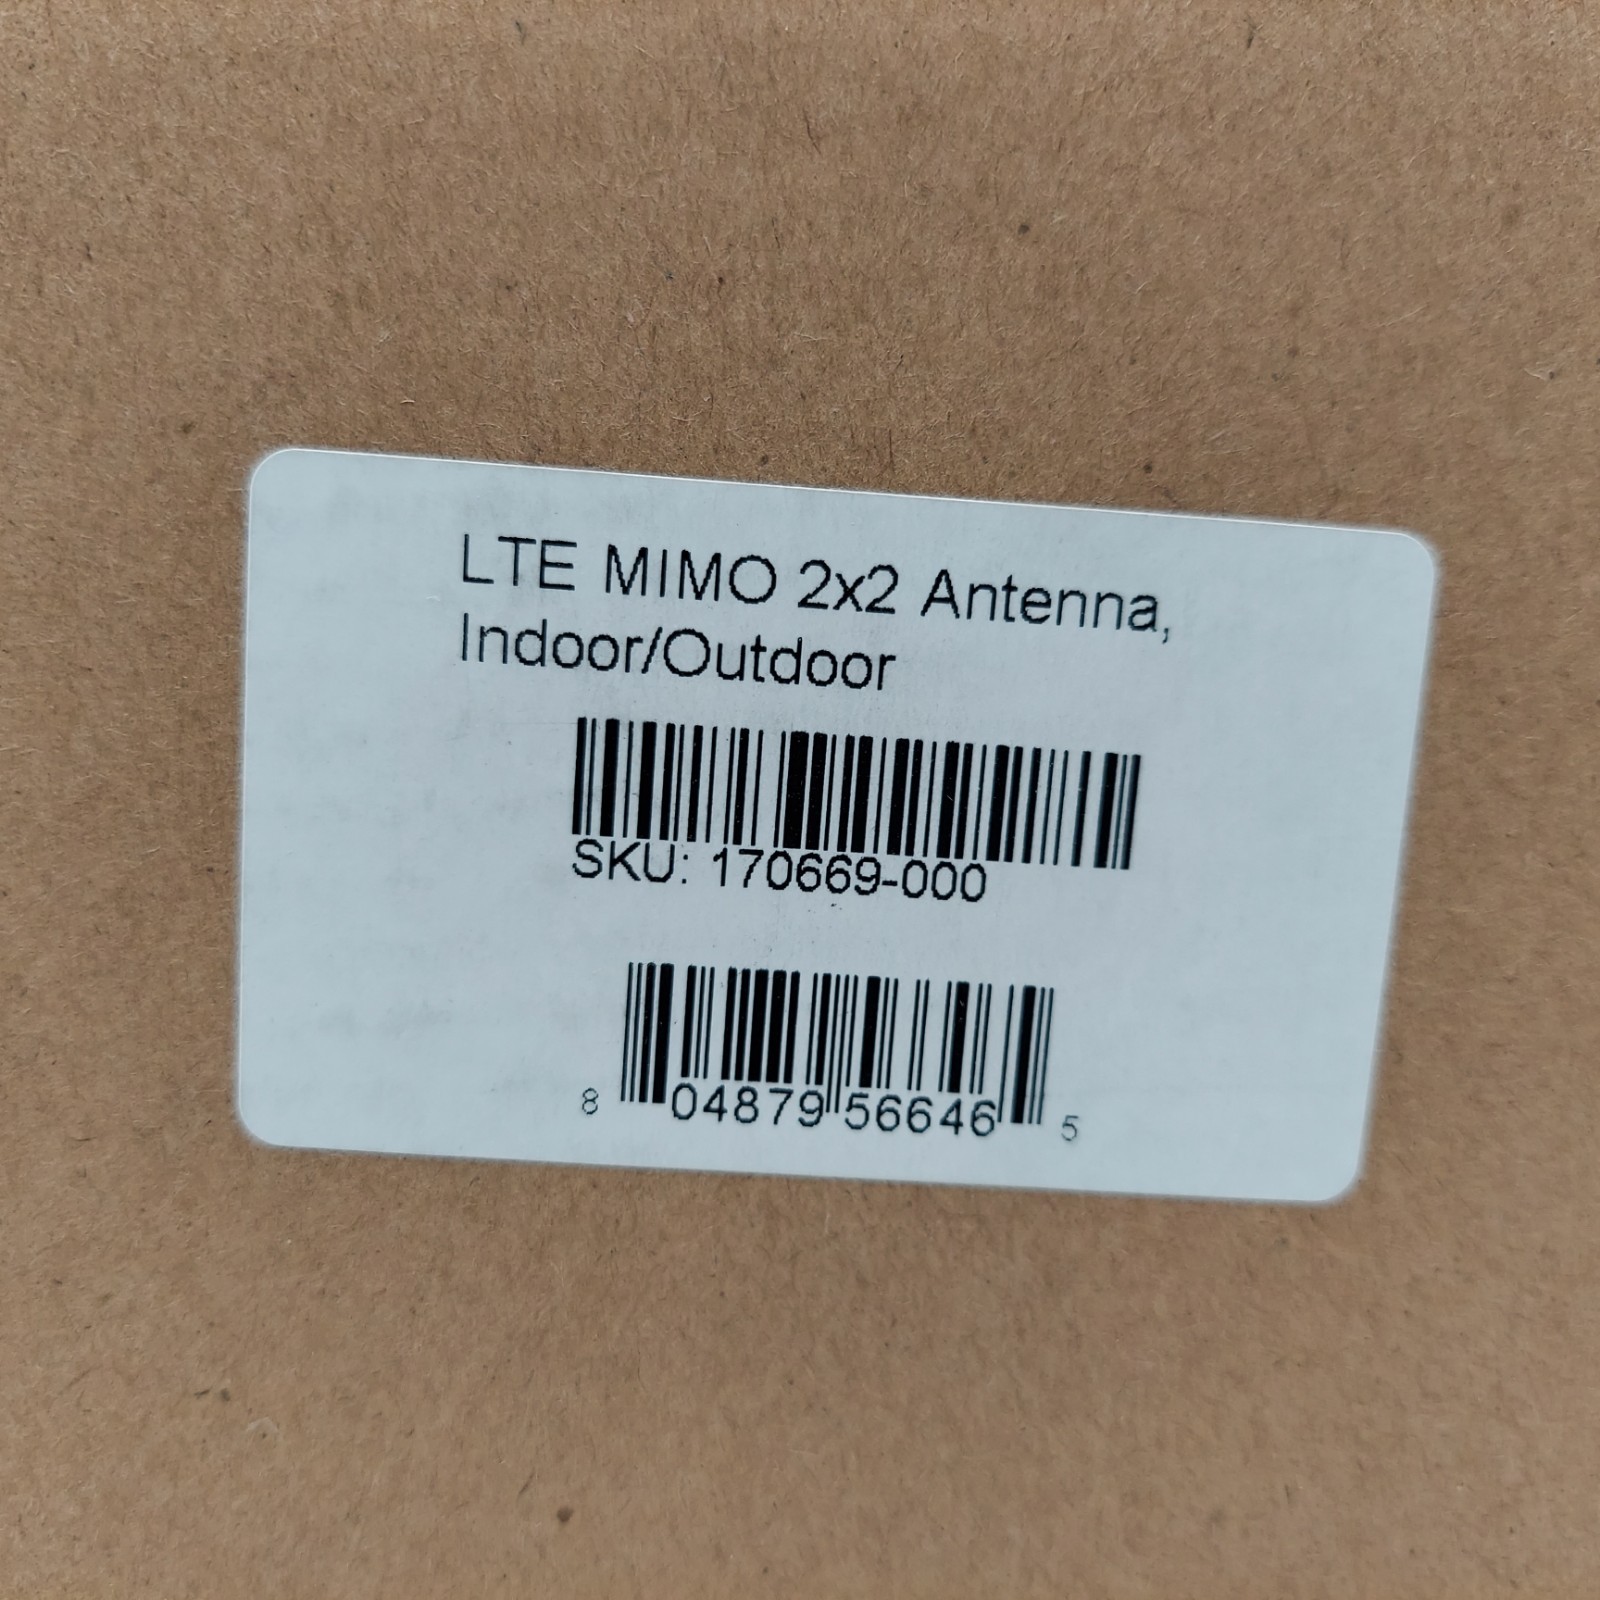 LTE MIMO 2x2 Antenna,
Indoor/Outdoor
SKU: 170669-000
8 04879 56646 5